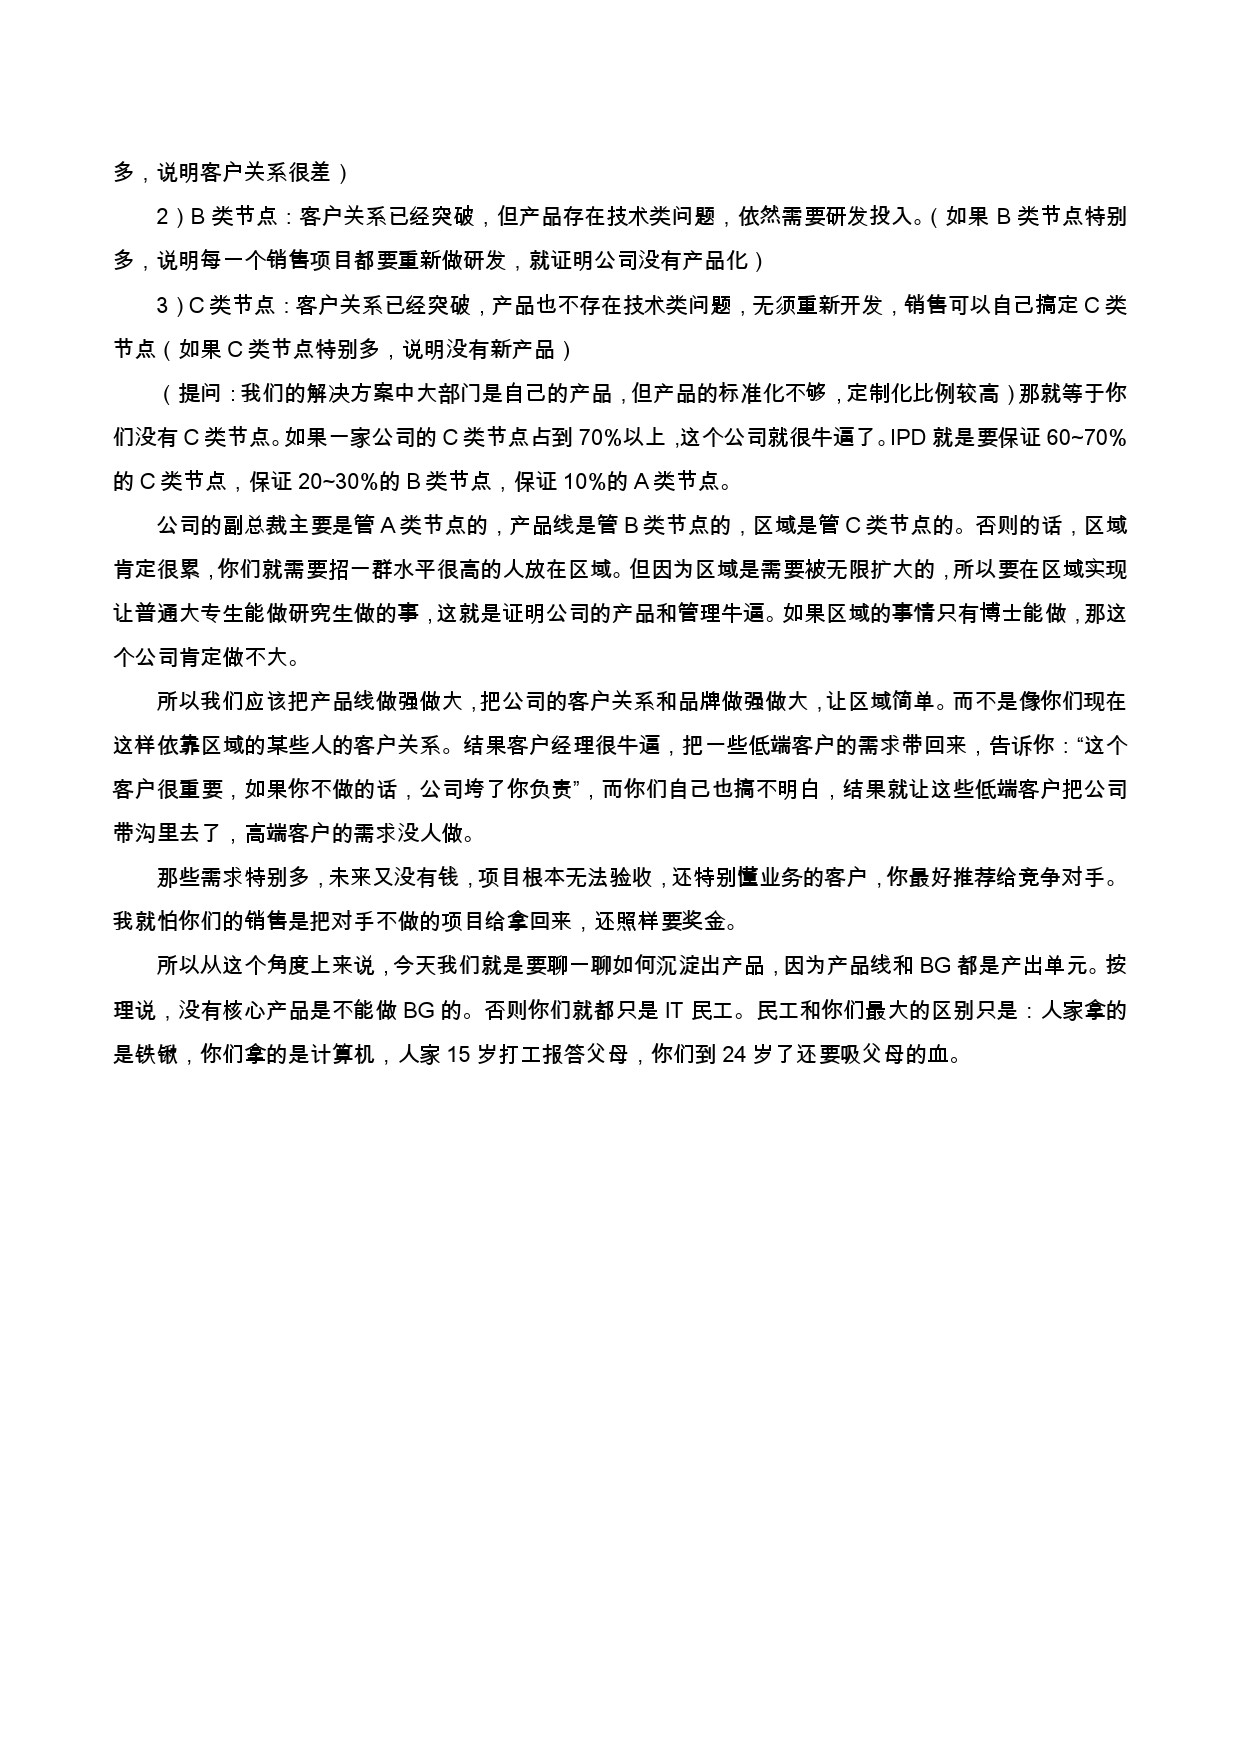 多，说明客户关系很差）
2）B 类节点：客户关系已经突破，但产品存在技术类问题，依然需要研发投入。（如果 B 类节点特别
多，说明每一个销售项目都要重新做研发，就证明公司没有产品化）
3）C 类节点：客户关系已经突破，产品也不存在技术类问题，无须重新开发，销售可以自己搞定 C 类
节点（如果 C 类节点特别多，说明没有新产品）
（提问：我们的解决方案中大部门是自己的产品，但产品的标准化不够，定制化比例较高）那就等于你
们没有 C 类节点。如果一家公司的 C 类节点占到 70%以上，这个公司就很牛逼了。IPD 就是要保证 60~70%
的 C 类节点，保证 20~30%的 B 类节点，保证 10%的 A 类节点。
公司的副总裁主要是管 A 类节点的，产品线是管 B 类节点的，区域是管 C 类节点的。否则的话，区域
肯定很累，你们就需要招一群水平很高的人放在区域。但因为区域是需要被无限扩大的，所以要在区域实现
让普通大专生能做研究生做的事，这就是证明公司的产品和管理牛逼。如果区域的事情只有博士能做，那这
个公司肯定做不大。
所以我们应该把产品线做强做大，把公司的客户关系和品牌做强做大，让区域简单。而不是像你们现在
这样依靠区域的某些人的客户关系。结果客户经理很牛逼，把一些低端客户的需求带回来，告诉你：“这个
客户很重要，如果你不做的话，公司垮了你负责”，而你们自己也搞不明白，结果就让这些低端客户把公司
带沟里去了，高端客户的需求没人做。
那些需求特别多，未来又没有钱，项目根本无法验收，还特别懂业务的客户，你最好推荐给竞争对手。
我就怕你们的销售是把对手不做的项目给拿回来，还照样要奖金。
所以从这个角度上来说，今天我们就是要聊一聊如何沉淀出产品，因为产品线和 BG 都是产出单元。按
理说，没有核心产品是不能做 BG 的。否则你们就都只是 IT 民工。民工和你们最大的区别只是：人家拿的
是铁锹，你们拿的是计算机，人家 15 岁打工报答父母，你们到 24 岁了还要吸父母的血。